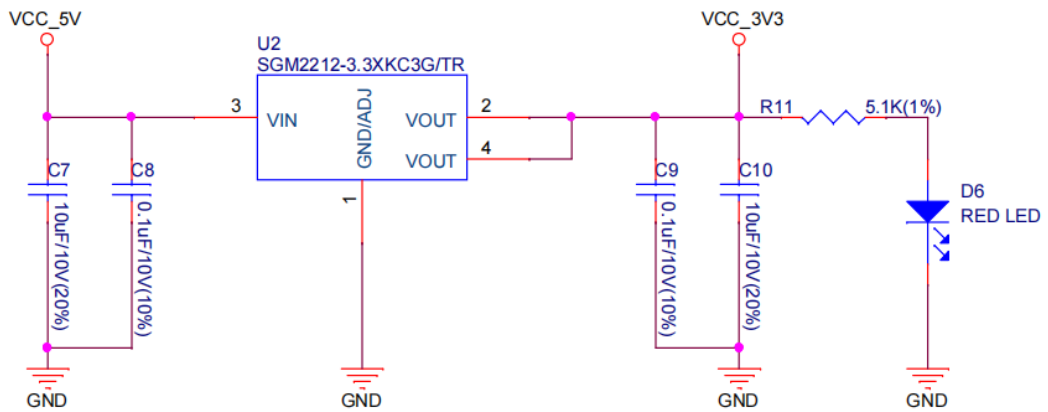 VCC_5V
VCC_3V3
U2
SGM2212-3.3XKC3G/TR
3
VIN
GND/ADJ
VOUT
2
VOUT
4
1
R11
5.1K(1%)
C7
10uF/10V(20%)
C8
0.1uF/10V(10%)
C9
0.1uF/10V(10%)
C10
10uF/10V(20%)
D6
RED LED
GND
GND
GND
GND